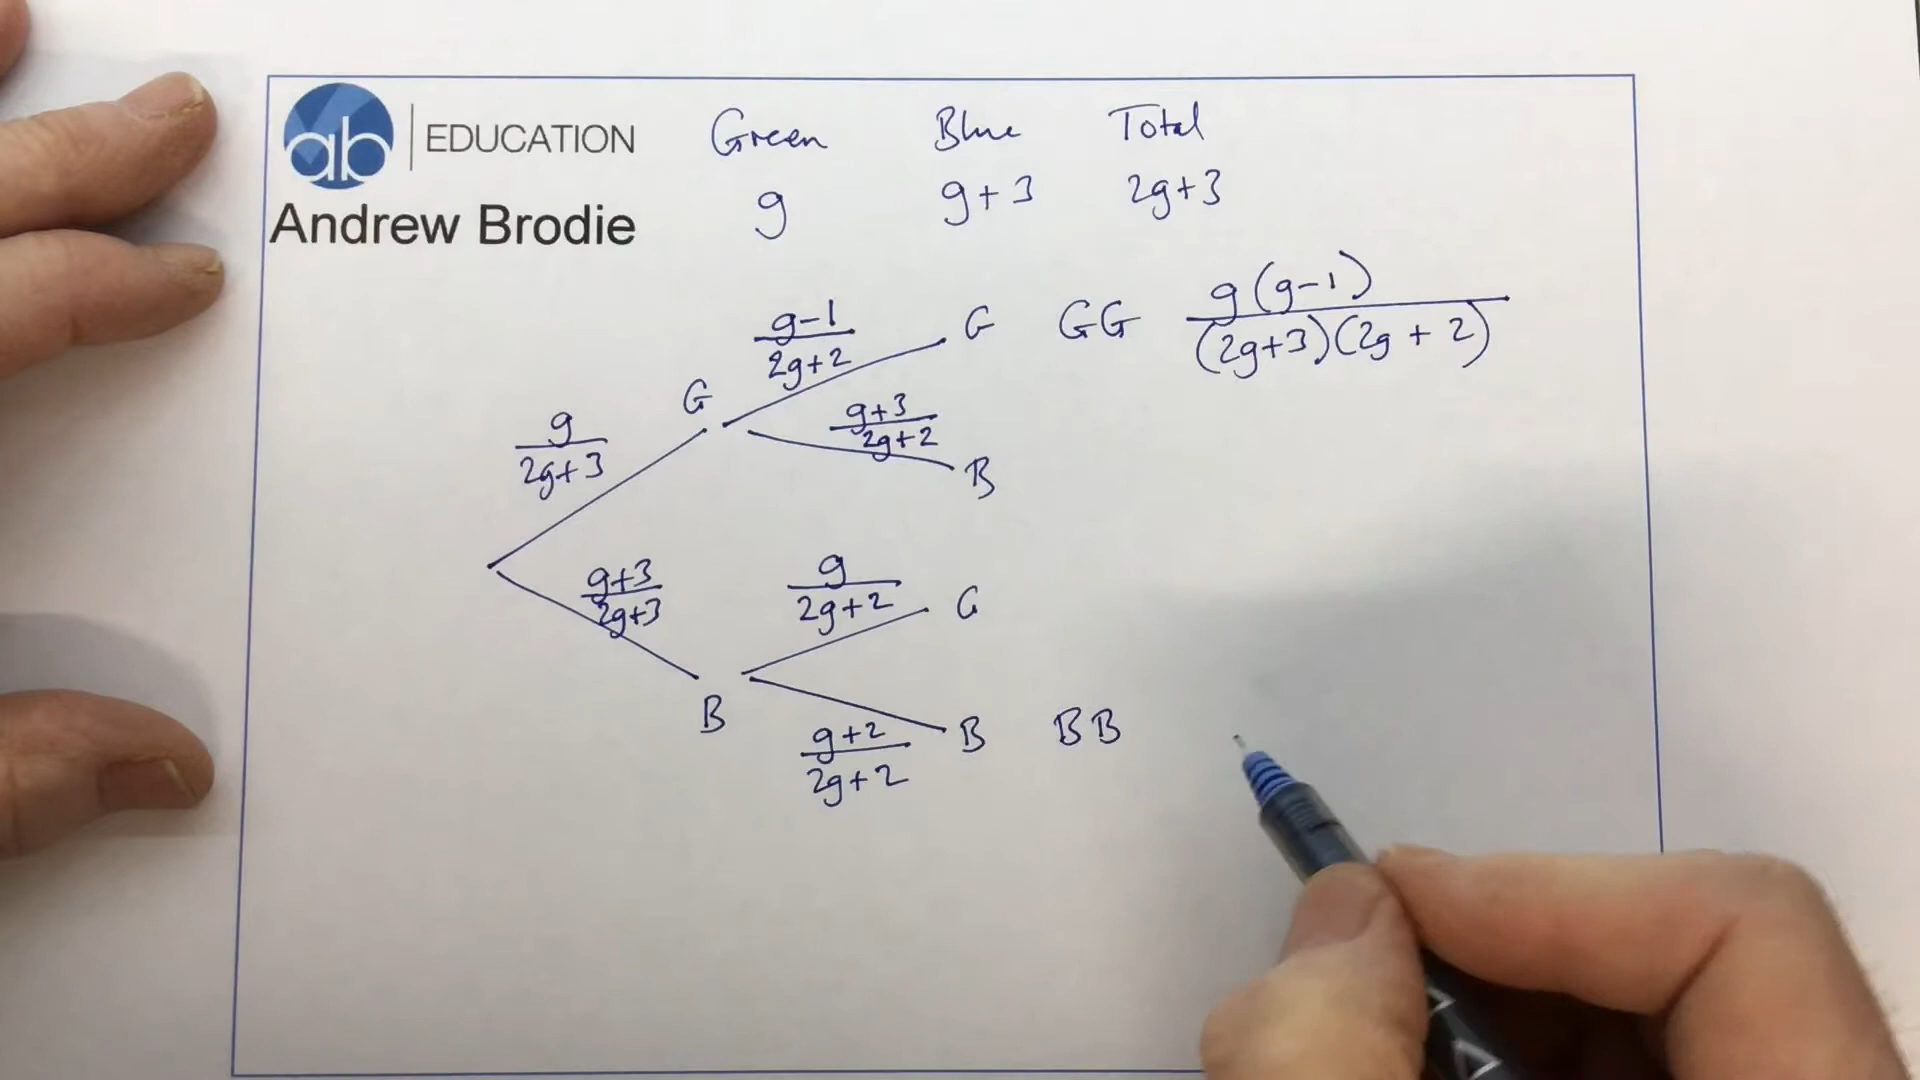 ab EDUCATION
Andrew Brodie
Green Blue Total
g g+3 2g+3
g-1
2g+2
G GG
g(g-1)
(2g+3)(2g+2)
G
g
2g+3
g+3
2g+2
B
g+3
2g+3
g
2g+2
G
B
g+2
2g+2
B BB